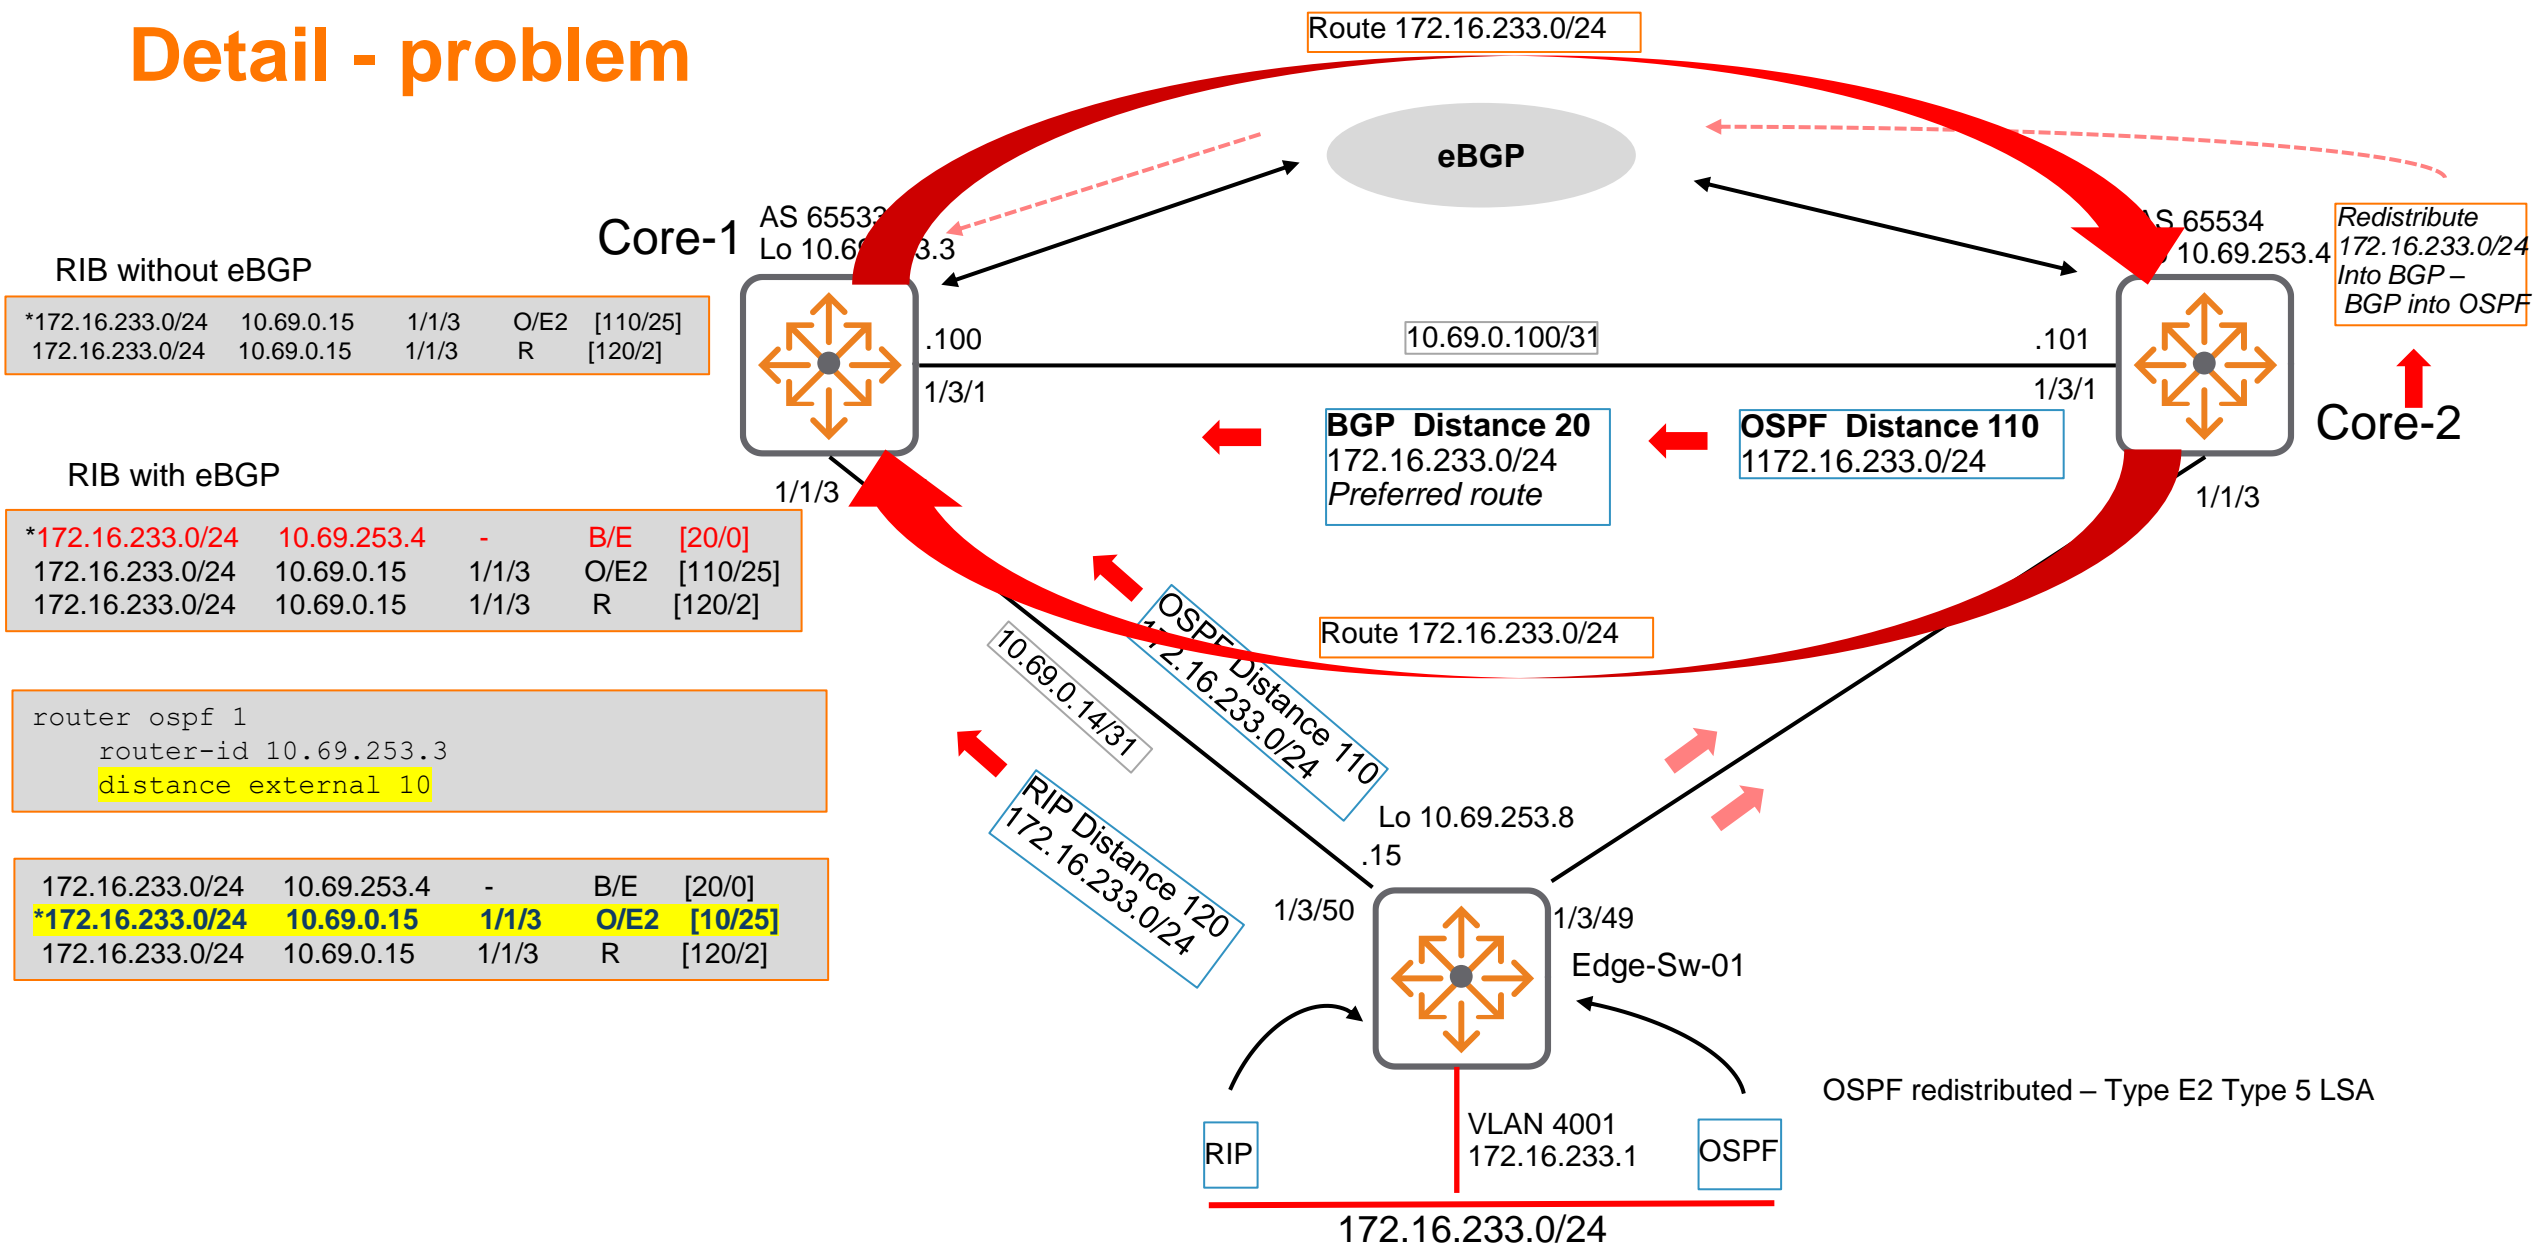 Detail - problem
Route 172.16.233.0/24
eBGP
Core-1
AS 65533
Lo 10.69 3.3
S 65534
10.69.253.4
Redistribute
172.16.233.0/24
Into BGP –
BGP into OSPF
RIB without eBGP
*172.16.233.0/24 10.69.0.15 1/1/3 O/E2 [110/25]
172.16.233.0/24 10.69.0.15 1/1/3 R [120/2]
.100
10.69.0.100/31
.101
1/3/1
1/3/1
Core-2
BGP Distance 20
172.16.233.0/24
Preferred route
OSPF Distance 110
1172.16.233.0/24
RIB with eBGP
1/1/3
1/1/3
*172.16.233.0/24 10.69.253.4 - B/E [20/0]
172.16.233.0/24 10.69.0.15 1/1/3 O/E2 [110/25]
172.16.233.0/24 10.69.0.15 1/1/3 R [120/2]
OSPF Distance 110
172.16.233.0/24
Route 172.16.233.0/24
10.69.0.14/31
router ospf 1
router-id 10.69.253.3
distance external 10
RIP Distance 120
172.16.233.0/24
Lo 10.69.253.8
.15
172.16.233.0/24 10.69.253.4 - B/E [20/0]
*172.16.233.0/24 10.69.0.15 1/1/3 O/E2 [10/25]
172.16.233.0/24 10.69.0.15 1/1/3 R [120/2]
1/3/50
1/3/49
Edge-Sw-01
OSPF redistributed – Type E2 Type 5 LSA
RIP
VLAN 4001
172.16.233.1
OSPF
172.16.233.0/24